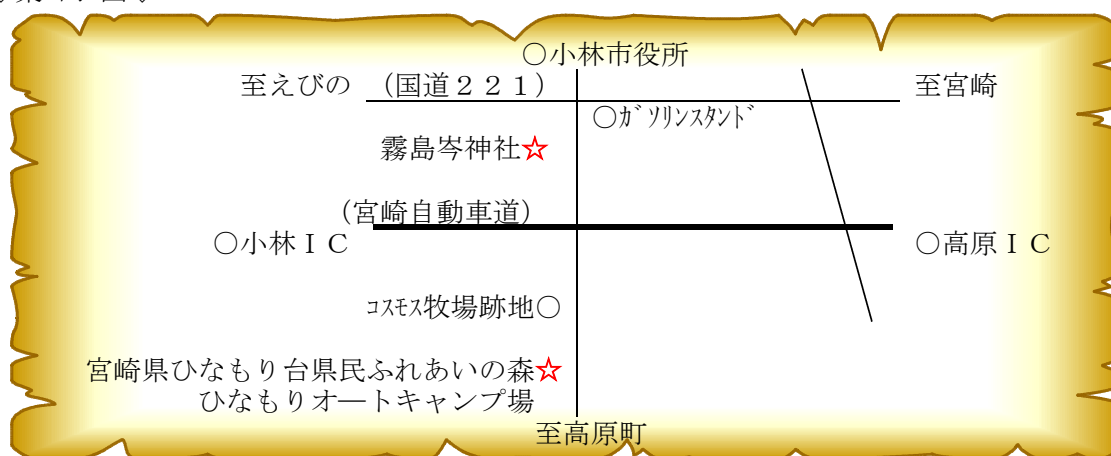 ○小林市役所
至えびの （国道２２１） 至宮崎
○ｶﾞｿﾘﾝｽﾀﾝﾄﾞ
霧島岑神社☆
（宮崎自動車道）
○小林ＩＣ ○高原ＩＣ
ｺｽﾓｽ牧場跡地○
宮崎県ひなもり台県民ふれあいの森☆
ひなもりオ―トキャンプ場
至高原町